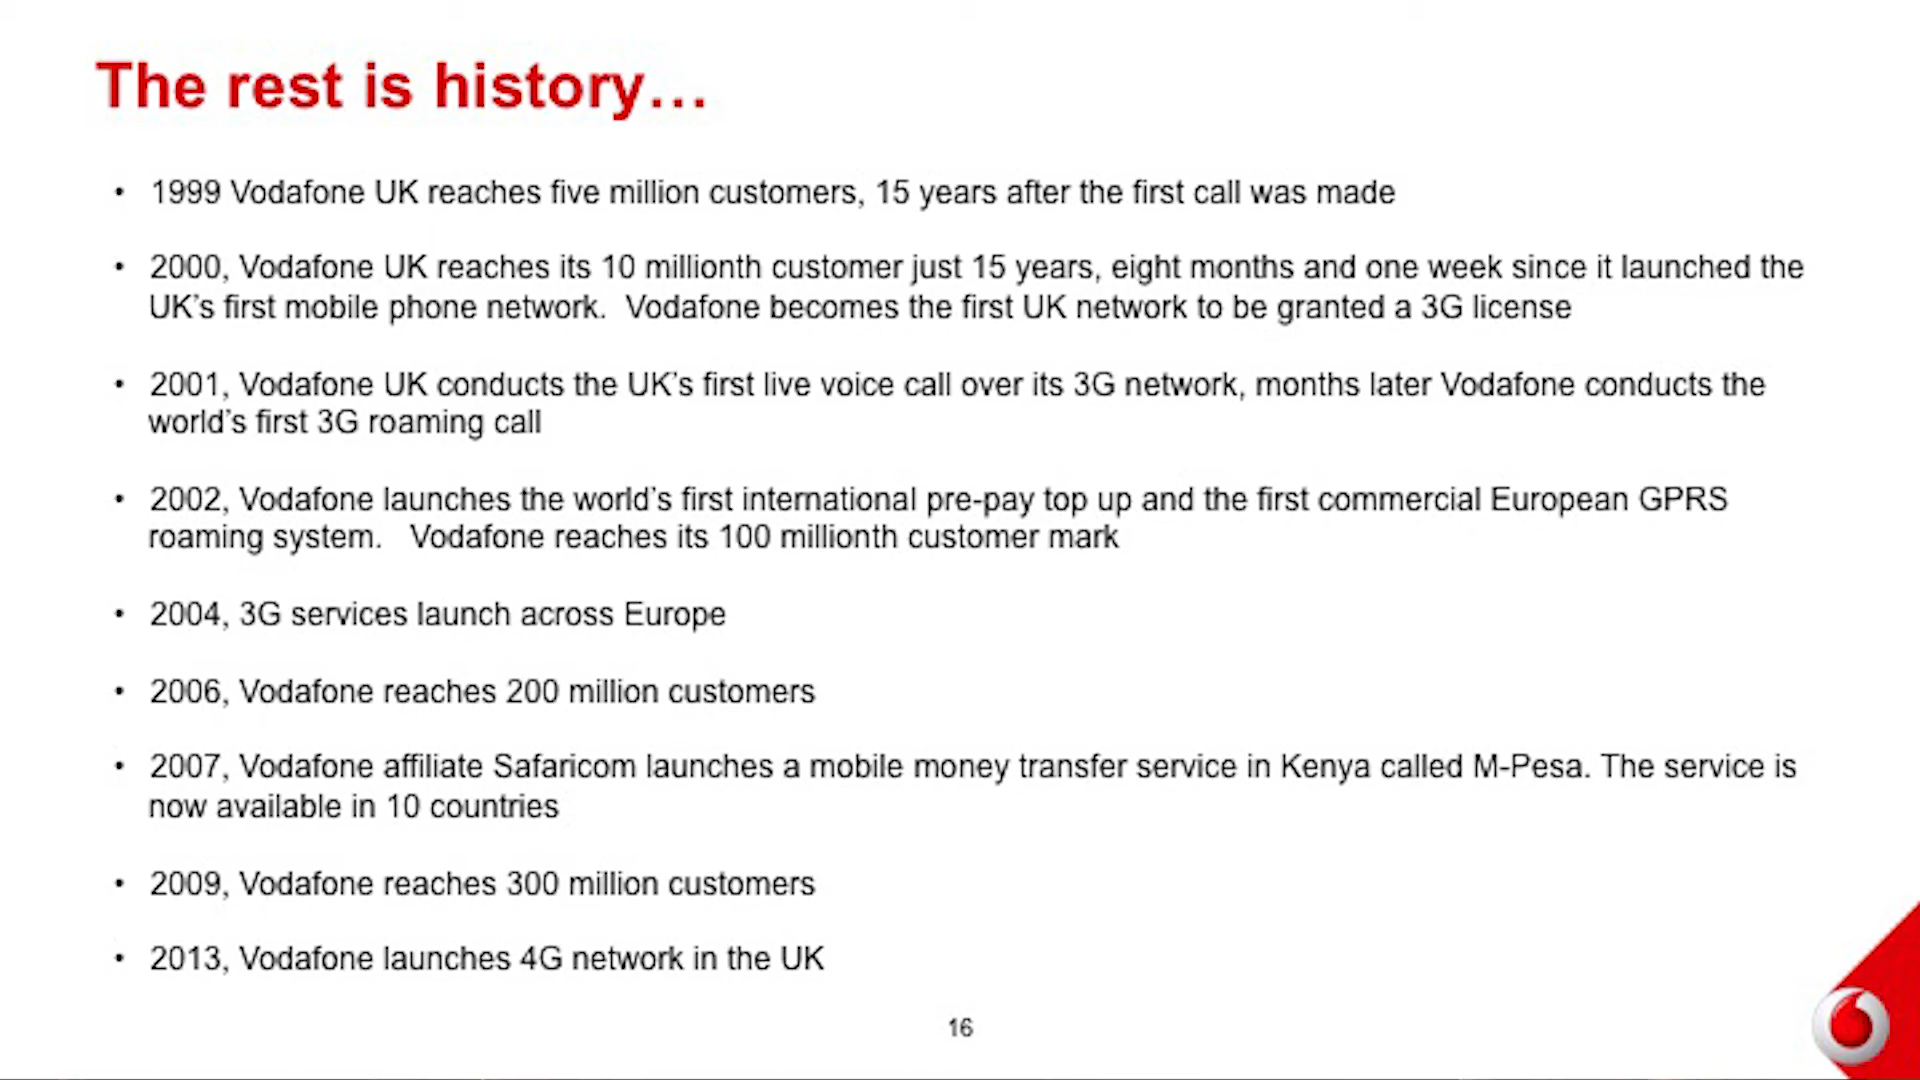 The rest is history…
• 1999 Vodafone UK reaches five million customers, 15 years after the first call was made
• 2000, Vodafone UK reaches its 10 millionth customer just 15 years, eight months and one week since it launched the
UK's first mobile phone network.  Vodafone becomes the first UK network to be granted a 3G license
• 2001, Vodafone UK conducts the UK's first live voice call over its 3G network, months later Vodafone conducts the
world's first 3G roaming call
• 2002, Vodafone launches the world's first international pre-pay top up and the first commercial European GPRS
roaming system.   Vodafone reaches its 100 millionth customer mark
• 2004, 3G services launch across Europe
• 2006, Vodafone reaches 200 million customers
• 2007, Vodafone affiliate Safaricom launches a mobile money transfer service in Kenya called M-Pesa. The service is
now available in 10 countries
• 2009, Vodafone reaches 300 million customers
• 2013, Vodafone launches 4G network in the UK
16